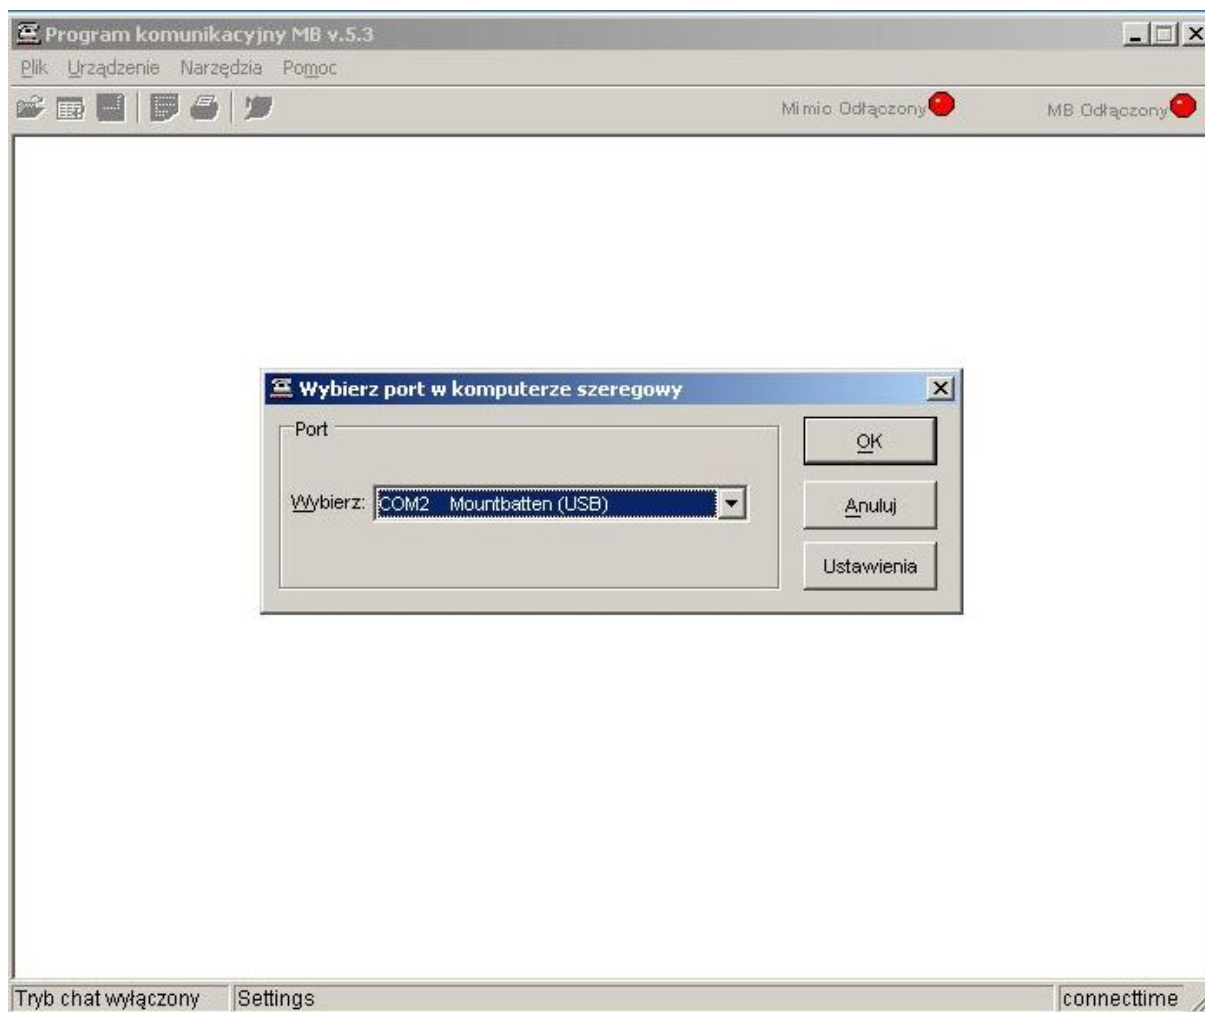 Program komunikacyjny MB v.5.3
Plik Urządzenie Narzędzia Pomoc
Mimic Odłączony MB Odłączony
Wybierz port w komputerze szeregowy
Port
OK
Wybierz: COM2 Mountbatten (USB)
Anuluj
Ustawienia
Tryb chat wyłączony Settings connecttime